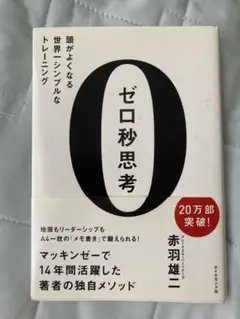 頭がよくなる
世界一シンプルな
トレーニング
0
ゼロ秒思考
20万部
突破!
地頭もリーダーシップも
A4一枚の「メモ書き」で鍛えられる!
マッキンゼーで
14年間活躍した
著者の独自メソッド
赤羽雄二
ダイヤモンド社